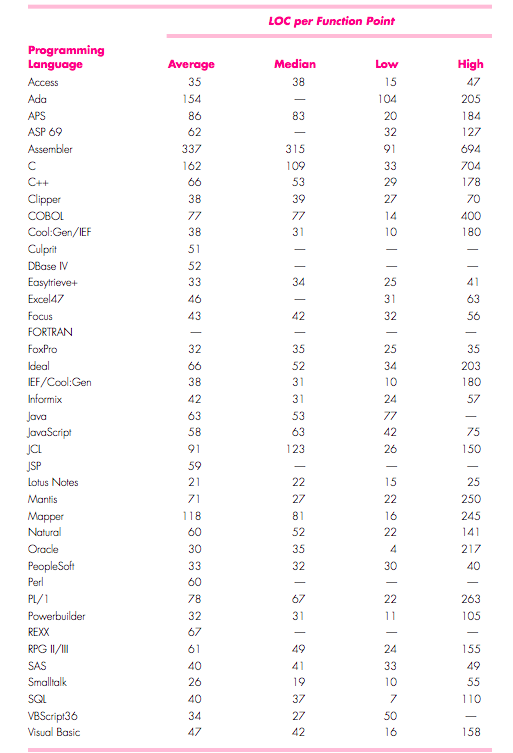 LOC per Function Point
Programming
Language Average Median Low High
Access 35 38 15 47
Ada 154 — 104 205
APS 86 83 20 184
ASP 69 62 — 32 127
Assembler 337 315 91 694
C 162 109 33 704
C++ 66 53 29 178
Clipper 38 39 27 70
COBOL 77 77 14 400
Cool:Gen/IEF 38 31 10 180
Culprit 51 — — —
DBase IV 52 — — —
Easytrieve+ 33 34 25 41
Excel47 46 — 31 63
Focus 43 42 32 56
FORTRAN — — — —
FoxPro 32 35 25 35
Ideal 66 52 34 203
IEF/Cool:Gen 38 31 10 180
Informix 42 31 24 57
Java 63 53 77 —
JavaScript 58 63 42 75
JCL 91 123 26 150
JSP 59 — — —
Lotus Notes 21 22 15 25
Mantis 71 27 22 250
Mapper 118 81 16 245
Natural 60 52 22 141
Oracle 30 35 4 217
PeopleSoft 33 32 30 40
Perl 60 — — —
PL/1 78 67 22 263
Powerbuilder 32 31 11 105
REXX 67 — — —
RPG II/III 61 49 24 155
SAS 40 41 33 49
Smalltalk 26 19 10 55
SQL 40 37 7 110
VBScript36 34 27 50 —
Visual Basic 47 42 16 158